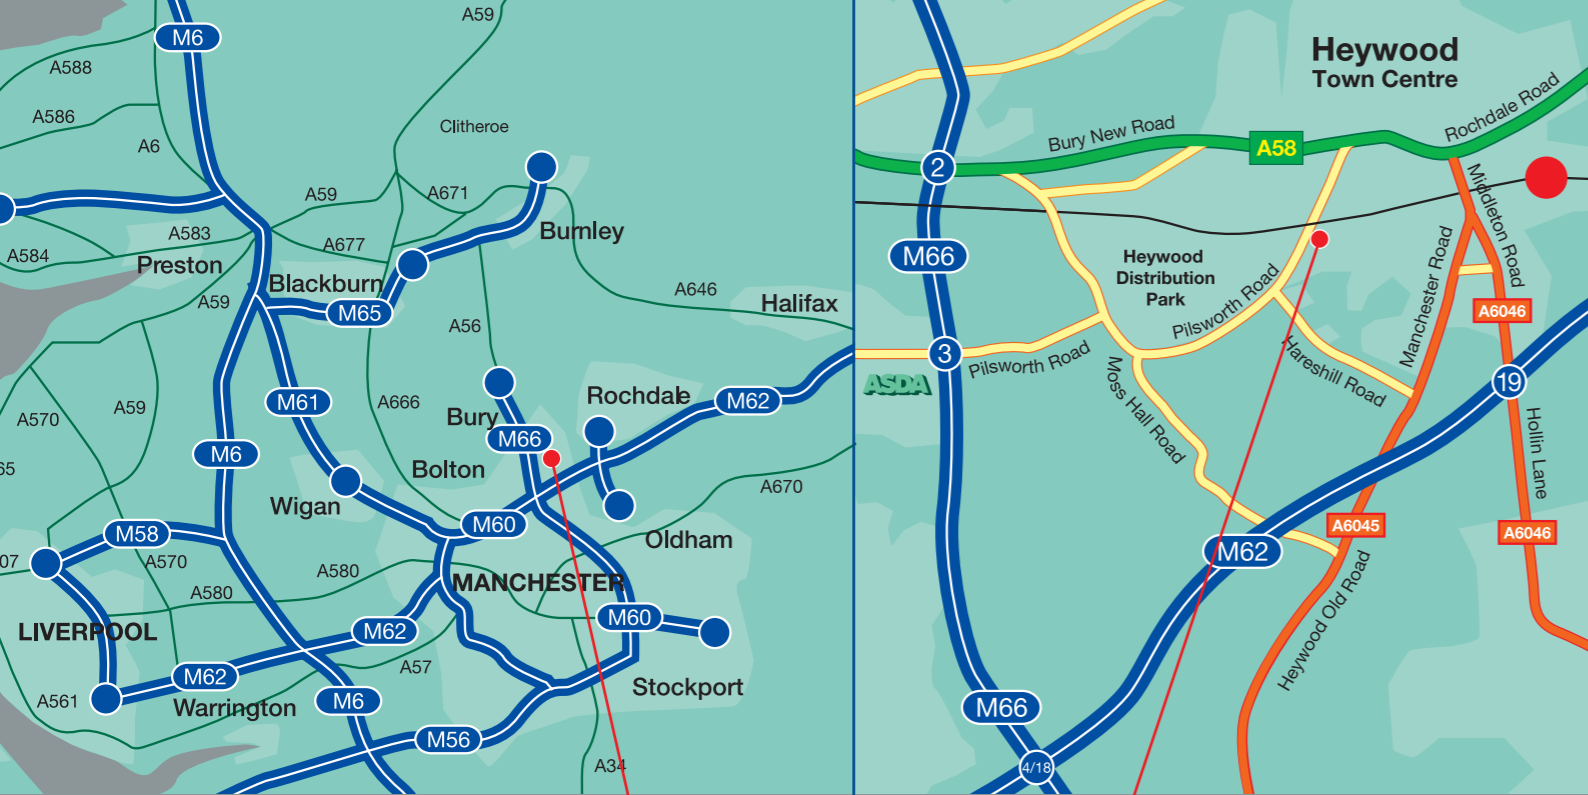 A59
M6
A588
A586
A6
Clitheroe
A59
A671
A583
A677
A584
Preston
Burnley
Blackburn
A59
M65
A646
Halifax
A56
M61
A666
Rochdale
M62
A59
A570
Bury
M66
M6
65
Bolton
A670
Wigan
M60
M58
Oldham
07
A570
A580
A580
MANCHESTER
M60
LIVERPOOL
M62
A57
M62
A561
Warrington
M6
Stockport
M56
A34
Heywood
Town Centre
Rochdale Road
Bury New Road
A58
2
Middleton Road
M66
Heywood
Distribution
Park
Pilsworth Road
Manchester Road
A6046
3
Pilsworth Road
ASDA
Moss Hall Road
Hareshill Road
19
Hollin Lane
A6045
A6046
M62
Heywood Old Road
M66
4/18